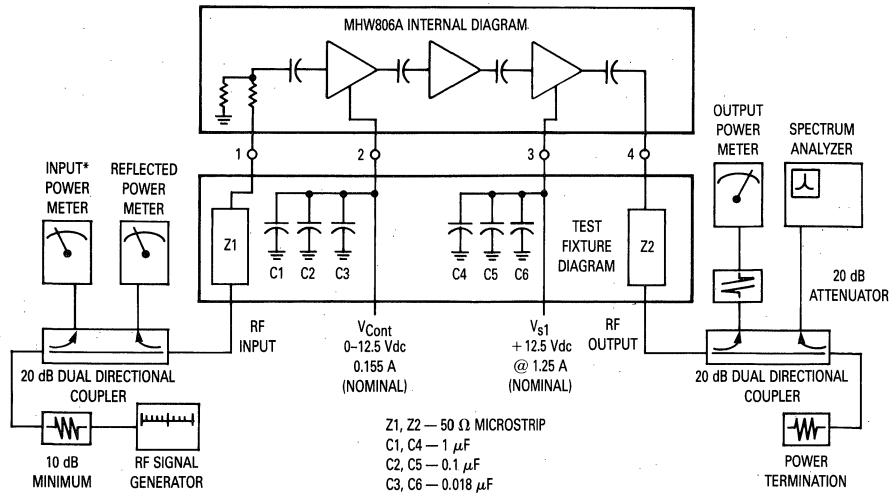 MHW806A INTERNAL DIAGRAM
1
2
3
4
INPUT*
POWER
METER
REFLECTED
POWER
METER
OUTPUT
POWER
METER
SPECTRUM
ANALYZER
Z1
C1
C2
C3
C4
C5
C6
TEST
FIXTURE
DIAGRAM
Z2
20 dB
ATTENUATOR
RF
INPUT
VCont
0–12.5 Vdc
0.155 A
(NOMINAL)
Vs1
+ 12.5 Vdc
@ 1.25 A
(NOMINAL)
RF
OUTPUT
20 dB DUAL DIRECTIONAL
COUPLER
20 dB DUAL DIRECTIONAL
COUPLER
10 dB
MINIMUM
RF SIGNAL
GENERATOR
Z1, Z2 — 50 Ω MICROSTRIP
C1, C4 — 1 μF
C2, C5 — 0.1 μF
C3, C6 — 0.018 μF
POWER
TERMINATION